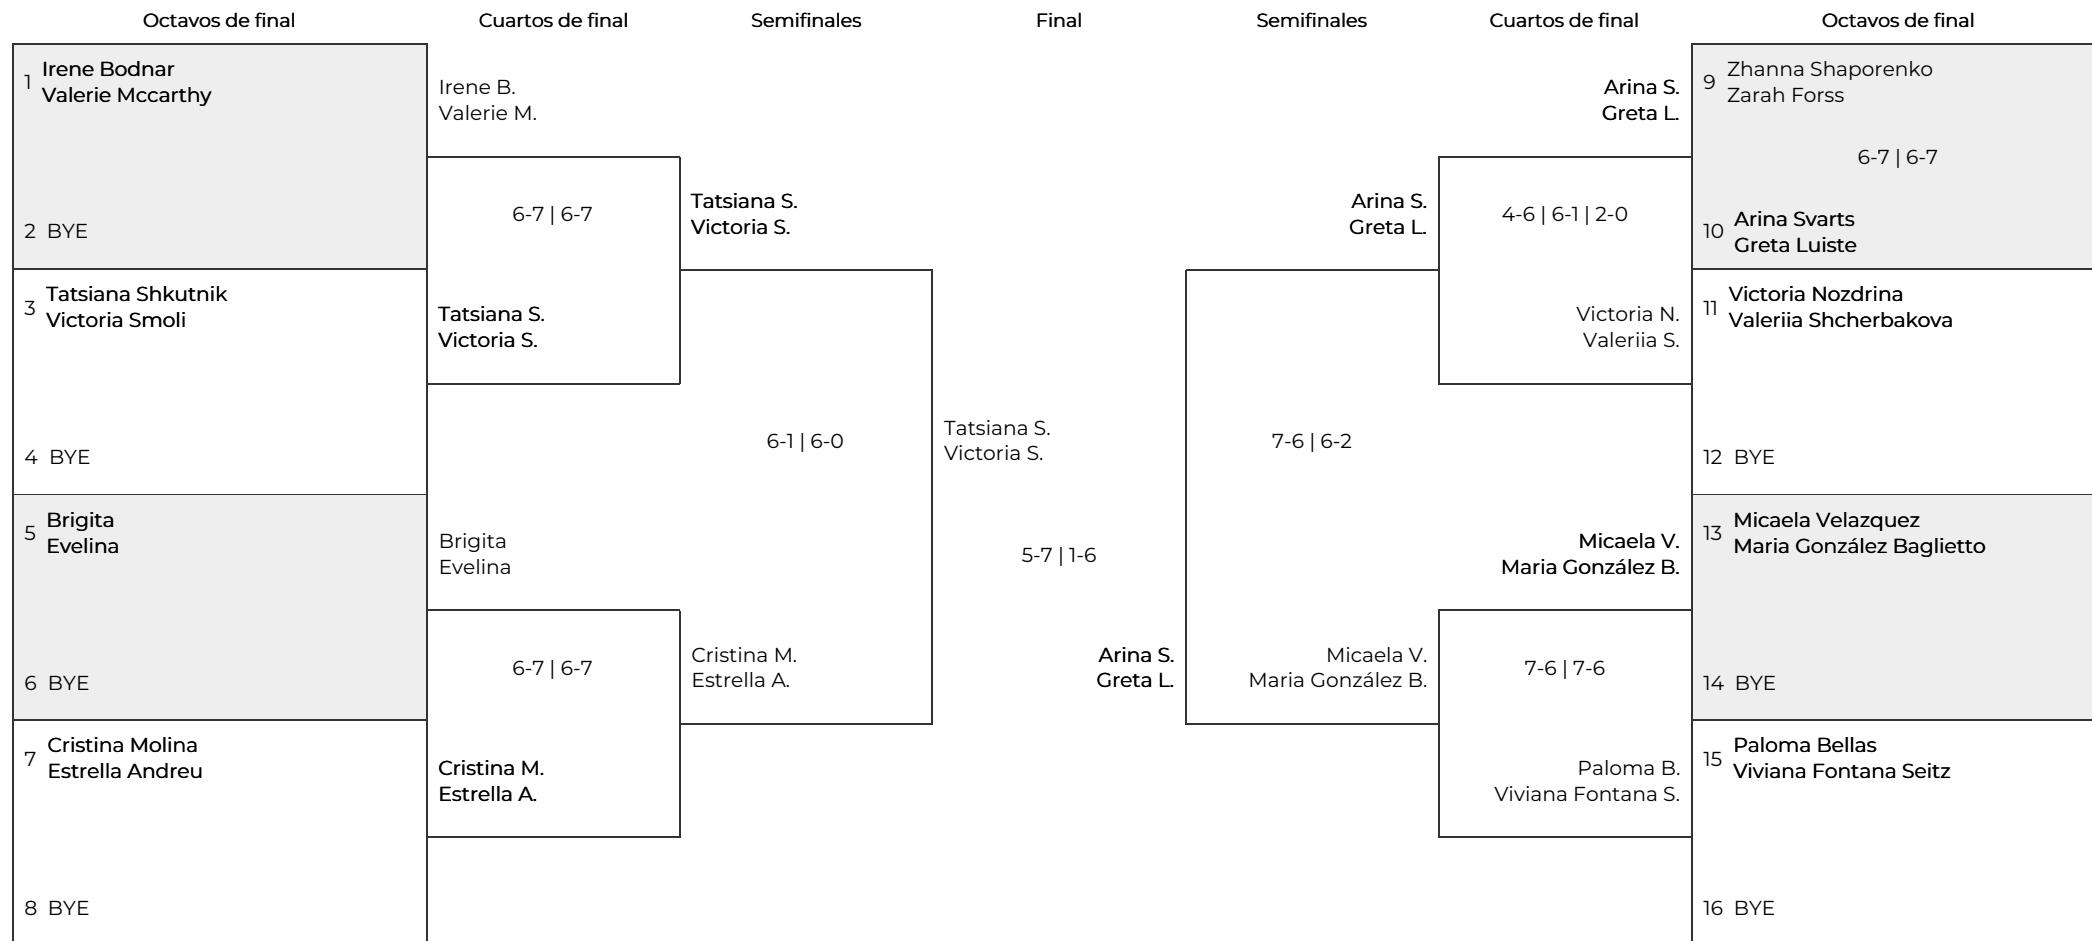 Octavos de final
Cuartos de final
Semifinales
Final
Semifinales
Cuartos de final
Octavos de final
1
Irene Bodnar
Valerie Mccarthy
2 BYE
3
Tatsiana Shkutnik
Victoria Smoli
4 BYE
5
Brigita
Evelina
6 BYE
7
Cristina Molina
Estrella Andreu
8 BYE
Irene B.
Valerie M.
6-7 | 6-7
Tatsiana S.
Victoria S.
Brigita
Evelina
6-7 | 6-7
Cristina M.
Estrella A.
Tatsiana S.
Victoria S.
6-1 | 6-0
Cristina M.
Estrella A.
Tatsiana S.
Victoria S.
5-7 | 1-6
Arina S.
Greta L.
Arina S.
Greta L.
7-6 | 6-2
Micaela V.
Maria González B.
Arina S.
Greta L.
4-6 | 6-1 | 2-0
Victoria N.
Valeriia S.
Micaela V.
Maria González B.
7-6 | 7-6
Paloma B.
Viviana Fontana S.
9
Zhanna Shaporenko
Zarah Forss
6-7 | 6-7
10
Arina Svarts
Greta Luiste
11
Victoria Nozdrina
Valeriia Shcherbakova
12 BYE
13
Micaela Velazquez
Maria González Baglietto
14 BYE
15
Paloma Bellas
Viviana Fontana Seitz
16 BYE